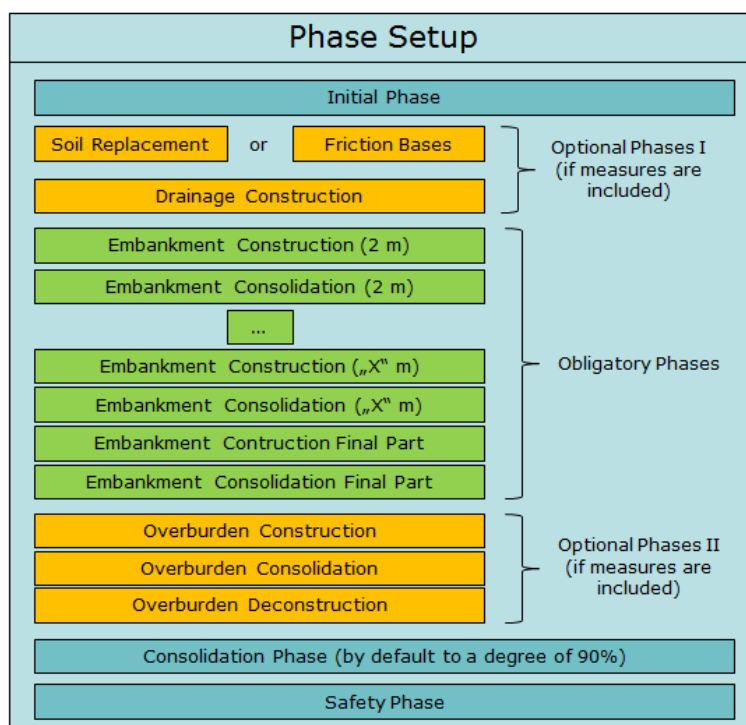 Phase Setup
Initial Phase
Soil Replacement or Friction Bases
Drainage Construction
Optional Phases I
(if measures are
included)
Embankment Construction (2 m)
Embankment Consolidation (2 m)
...
Embankment Construction („X“ m)
Embankment Consolidation („X“ m)
Embankment Contruction Final Part
Embankment Consolidation Final Part
Obligatory Phases
Overburden Construction
Overburden Consolidation
Overburden Deconstruction
Optional Phases II
(if measures are
included)
Consolidation Phase (by default to a degree of 90%)
Safety Phase